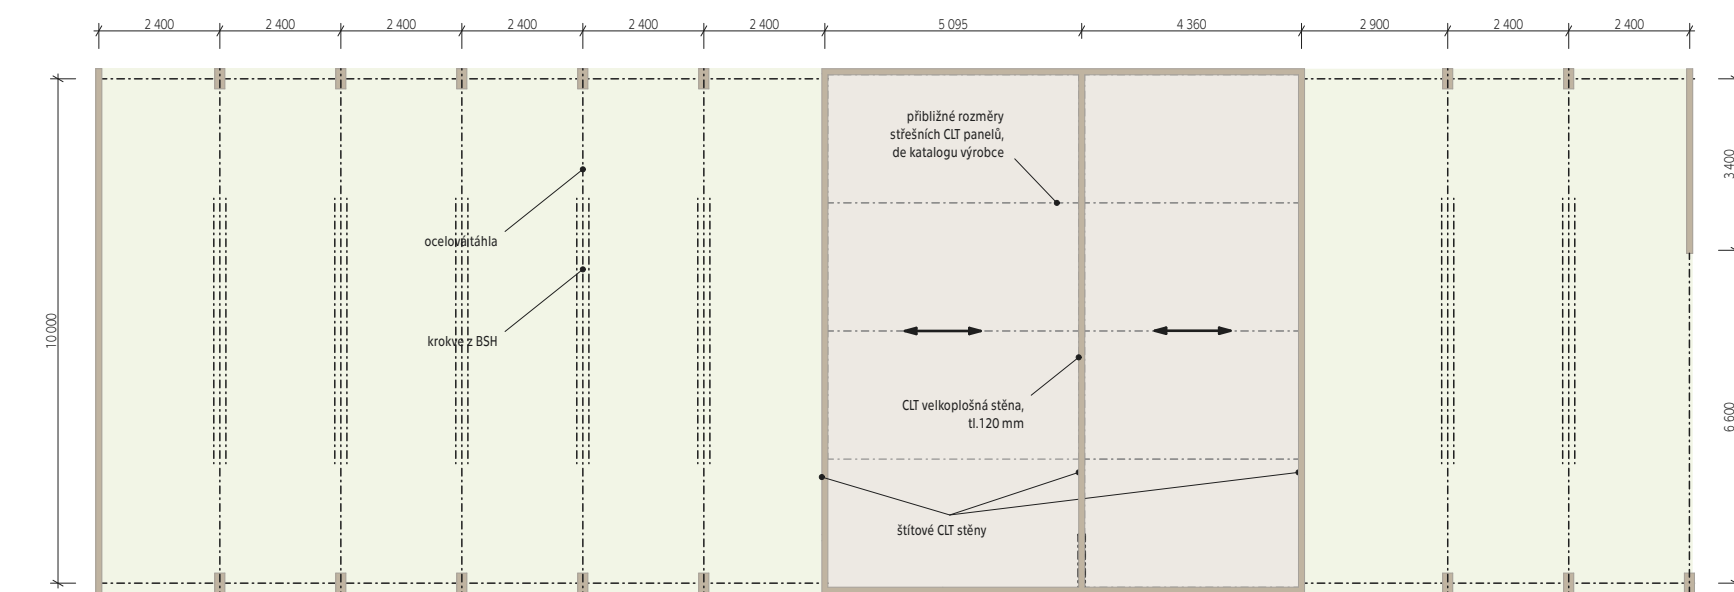 2 400 2 400 2 400 2 400 2 400 2 400 5 095 4 360 2 900 2 400 2 400
přibližné rozměry
střešních CLT panelů,
de katalogu výrobce
3 400
ocelová táhla
10 000
krokve z BSH
CLT velkoplošná stěna,
tl.120 mm
6 600
štítové CLT stěny